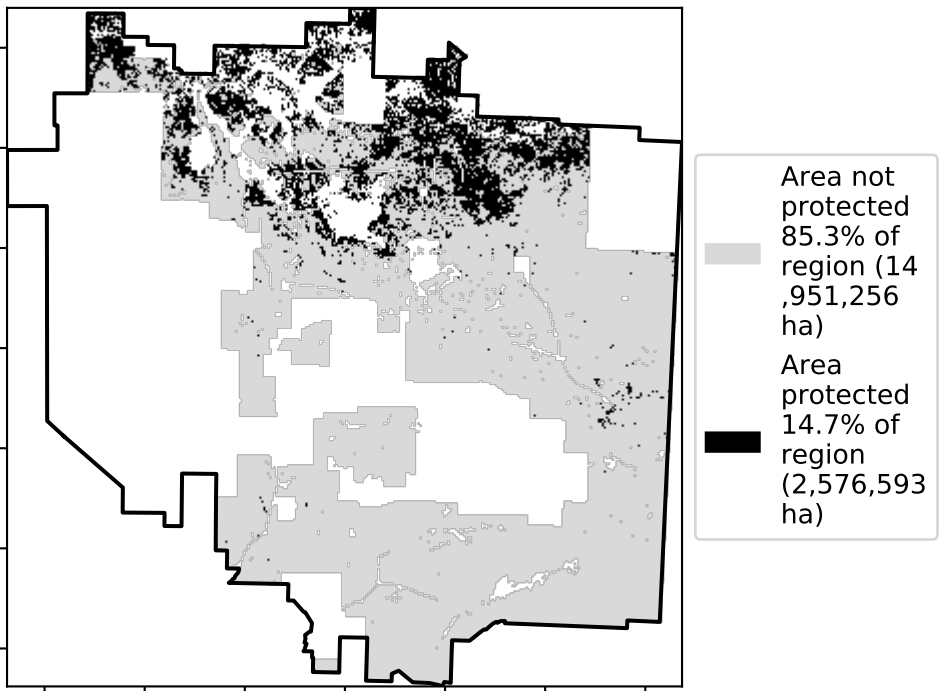 Area not
protected
85.3% of
region (14
,951,256
ha)
Area
protected
14.7% of
region
(2,576,593
ha)